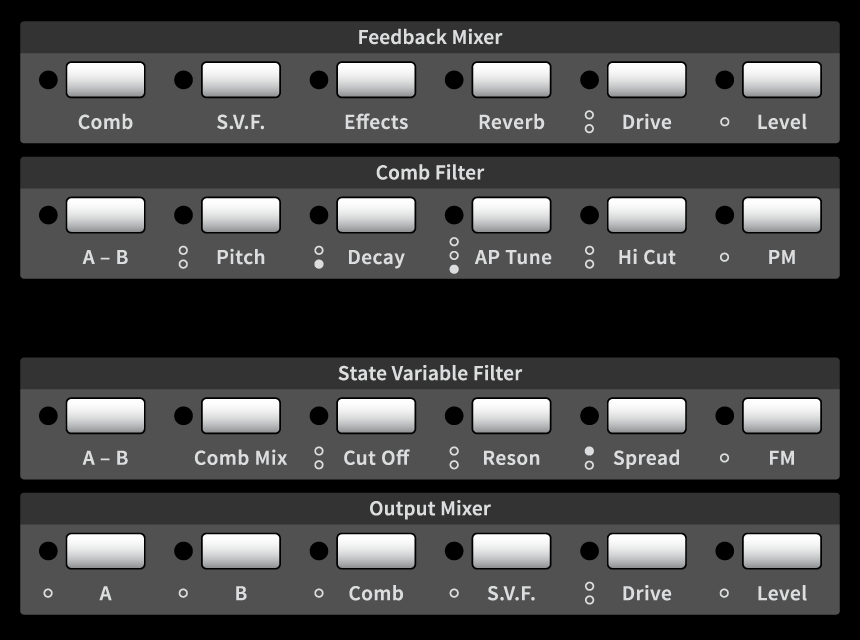 Feedback Mixer
Comb S.V.F. Effects Reverb Drive Level
Comb Filter
A – B Pitch Decay AP Tune Hi Cut PM
State Variable Filter
A – B Comb Mix Cut Off Reson Spread FM
Output Mixer
A B Comb S.V.F. Drive Level